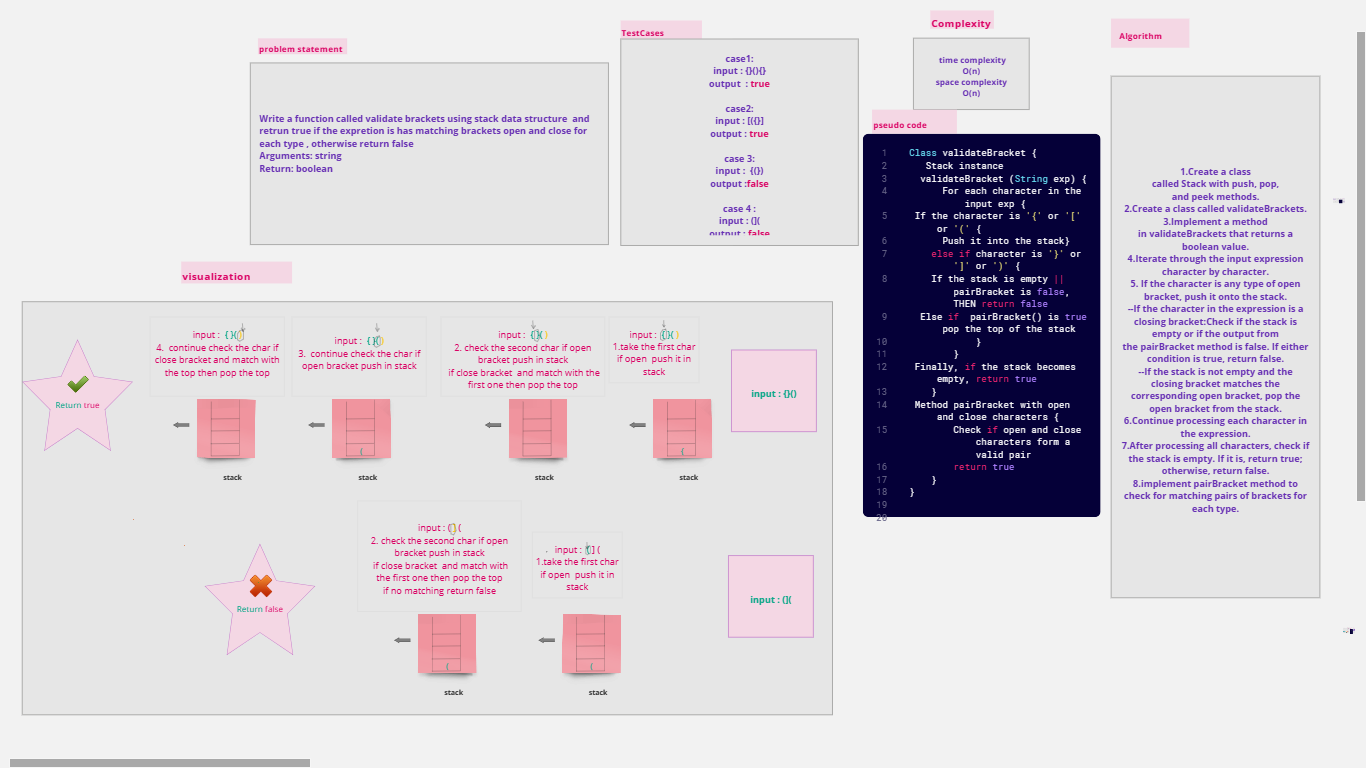 problem statement
Write a function called validate brackets using stack data structure  and
retrun true if the expretion is has matching brackets open and close for
each type , otherwise return false
Arguments: string
Return: boolean
TestCases
case1:
input : {}(){}
output  : true
case2:
input : [({}]
output : true
case 3:
input :  {(})
output :false
case 4 :
input : (](
output : false
Complexity
time complexity
O(n)
space complexity
O(n)
pseudo code
1 Class validateBracket {
2 Stack instance
3 validateBracket (String exp) {
4 For each character in the
input exp {
5 If the character is '{' or '['
or '(' {
6 Push it into the stack}
7 else if character is '}' or
']' or ')' {
8 If the stack is empty ||
pairBracket is false,
THEN return false
9 Else if  pairBracket() is true
pop the top of the stack
10 }
11 }
12 Finally, if the stack becomes
empty, return true
13 }
14 Method pairBracket with open
and close characters {
15 Check if open and close
characters form a
valid pair
16 return true
17 }
18 }
19
20
Algorithm
1.Create a class
called Stack with push, pop,
and peek methods.
2.Create a class called validateBrackets.
3.Implement a method
in validateBrackets that returns a
boolean value.
4.Iterate through the input expression
character by character.
5. If the character is any type of open
bracket, push it onto the stack.
--If the character in the expression is a
closing bracket:Check if the stack is
empty or if the output from
the pairBracket method is false. If either
condition is true, return false.
--If the stack is not empty and the
closing bracket matches the
corresponding open bracket, pop the
open bracket from the stack.
6.Continue processing each character in
the expression.
7.After processing all characters, check if
the stack is empty. If it is, return true;
otherwise, return false.
8.implement pairBracket method to
check for matching pairs of brackets for
each type.
visualization
Return true
input :  {}()
4.  continue check the char if
close bracket and match with
the top then pop the top
stack
input :  {}()
3.  continue check the char if
open bracket push in stack
(
stack
input :  {}()
2. check the second char if open
bracket push in stack
if close bracket  and match with the
first one then pop the top
stack
input :  {}()
1.take the first char
if open  push it in
stack
{
stack
input : {}()
Return false
input : (](
2. check the second char if open
bracket push in stack
if close bracket  and match with
the first one then pop the top
if no matching return false
(
stack
input : (](
1.take the first char
if open  push it in
stack
(
stack
input : (](